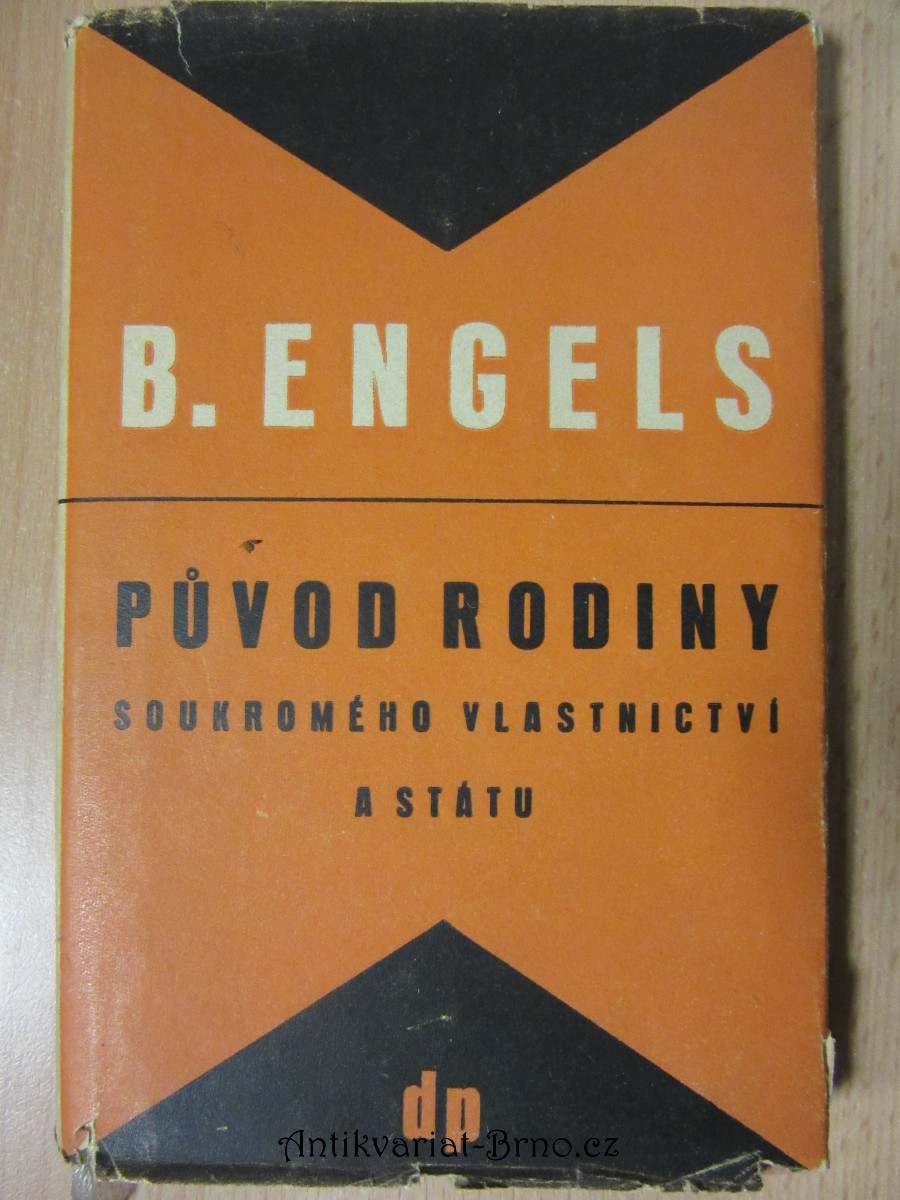 B. ENGELS
PŮVOD RODINY
SOUKROMÉHO VLASTNICTVÍ
A STÁTU
dp
Antikvariat-Brno.cz